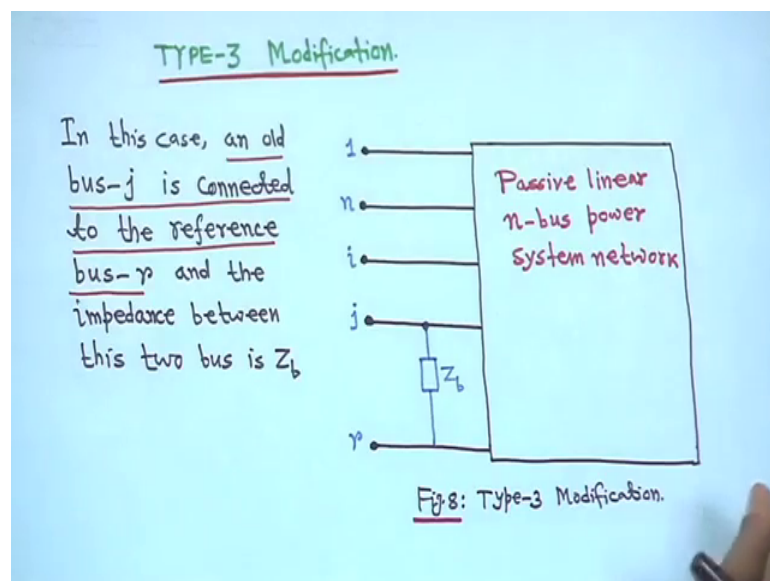 TYPE-3 Modification.
In this case, an old
bus-j is connected
to the reference
bus-r and the
impedance between
this two bus is Zb
1
n
i
j
r
Zb
Passive linear
n-bus power
system network
Fig.8: Type-3 Modification.